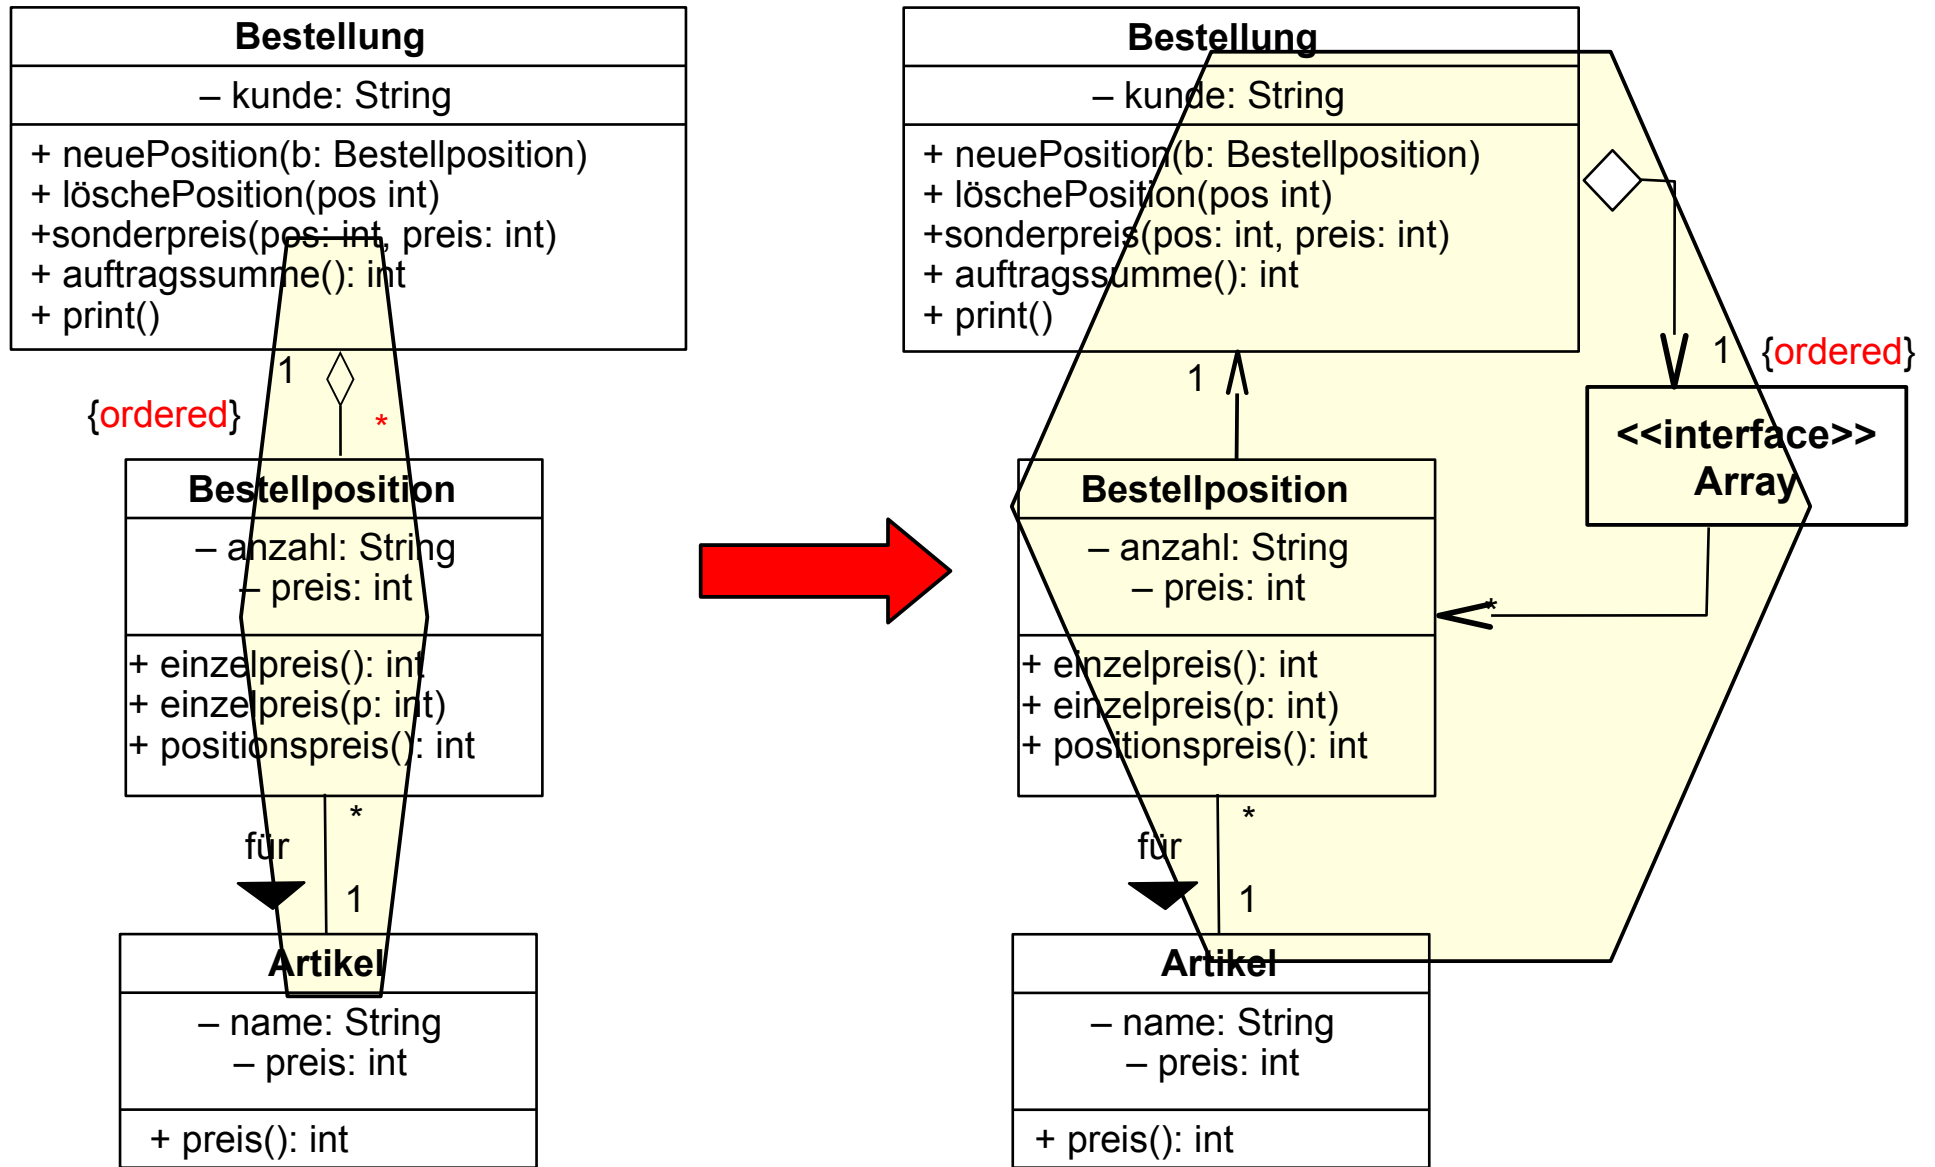 Bestellung
– kunde: String
+ neuePosition(b: Bestellposition)
+ löschePosition(pos int)
+sonderpreis(pos: int, preis: int)
+ auftragssumme(): int
+ print()
1
{ordered}
*
Bestellposition
– anzahl: String
– preis: int
+ einzelpreis(): int
+ einzelpreis(p: int)
+ positionspreis(): int
*
für
1
Artikel
– name: String
– preis: int
+ preis(): int
Bestellung
– kunde: String
+ neuePosition(b: Bestellposition)
+ löschePosition(pos int)
+sonderpreis(pos: int, preis: int)
+ auftragssumme(): int
+ print()
1
1 {ordered}
<<interface>>
Array
Bestellposition
– anzahl: String
– preis: int
*
+ einzelpreis(): int
+ einzelpreis(p: int)
+ positionspreis(): int
*
für
1
Artikel
– name: String
– preis: int
+ preis(): int